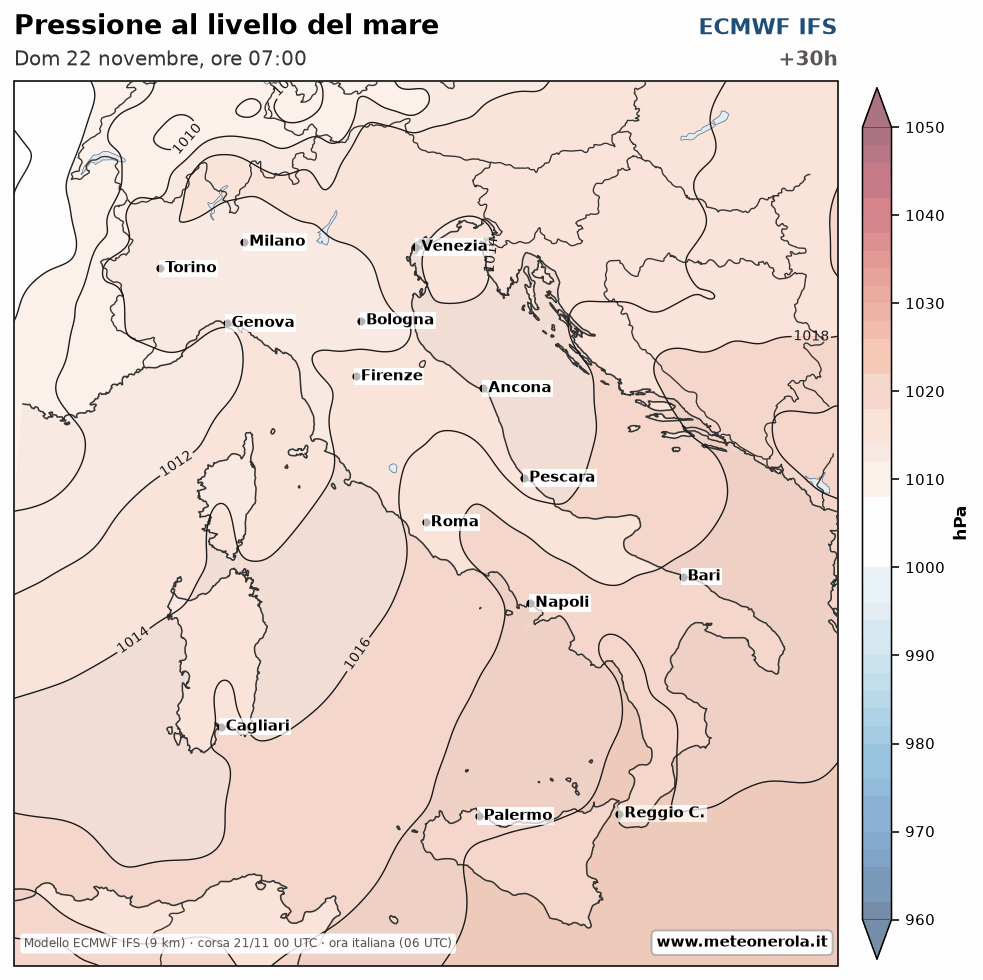 Pressione al livello del mare
ECMWF IFS
Dom 22 novembre, ore 07:00
+30h
1010
Milano
Venezia
Torino
1014
Genova
Bologna
1018
Firenze
Ancona
1012
Pescara
Roma
Bari
Napoli
1014
1016
Cagliari
Palermo
Reggio C.
Modello ECMWF IFS (9 km) · corsa 21/11 00 UTC · ora italiana (06 UTC)
www.meteonerola.it
1050
1040
1030
1020
1010
1000
990
980
970
960
hPa